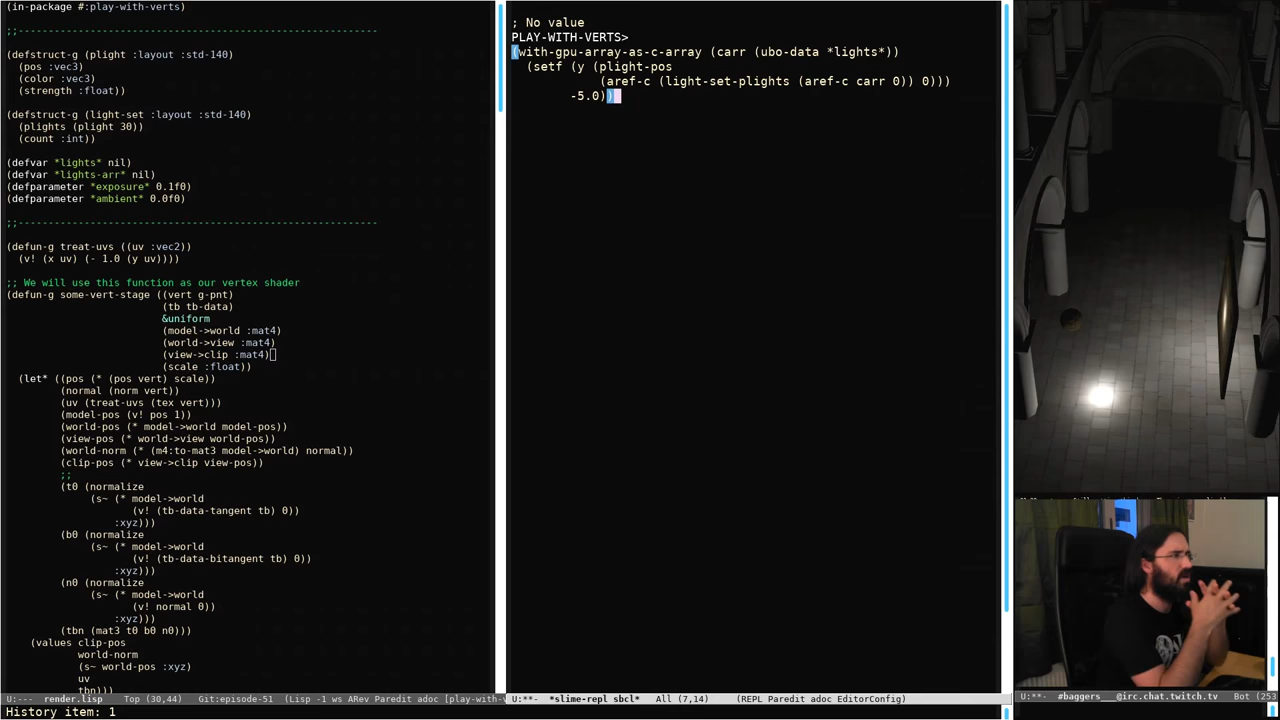 (in-package #:play-with-verts)
;;----------------------------------------------------------
(defstruct-g (plight :layout :std-140)
  (pos :vec3)
  (color :vec3)
  (strength :float))
(defstruct-g (light-set :layout :std-140)
  (plights (plight 30))
  (count :int))
(defvar *lights* nil)
(defvar *lights-arr* nil)
(defparameter *exposure* 0.1f0)
(defparameter *ambient* 0.0f0)
;;----------------------------------------------------------
(defun-g treat-uvs ((uv :vec2))
  (v! (x uv) (- 1.0 (y uv))))
;; We will use this function as our vertex shader
(defun-g some-vert-stage ((vert g-pnt)
                          (tb tb-data)
                          &uniform
                          (model->world :mat4)
                          (world->view :mat4)
                          (view->clip :mat4)
                          (scale :float))
  (let* ((pos (* (pos vert) scale))
         (normal (norm vert))
         (uv (treat-uvs (tex vert)))
         (model-pos (v! pos 1))
         (world-pos (* model->world model-pos))
         (view-pos (* world->view world-pos))
         (world-norm (* (m4:to-mat3 model->world) normal))
         (clip-pos (* view->clip view-pos))
         ;;
         (t0 (normalize
              (s~ (* model->world
                     (v! (tb-data-tangent tb) 0))
                  :xyz)))
         (b0 (normalize
              (s~ (* model->world
                     (v! (tb-data-bitangent tb) 0))
                  :xyz)))
         (n0 (normalize
              (s~ (* model->world
                     (v! normal 0))
                  :xyz)))
         (tbn (mat3 t0 b0 n0)))
    (values clip-pos
            world-norm
            (s~ world-pos :xyz)
            uv
            tbn)))
U:---  render.lisp    Top (30,44)    Git:episode-51  (Lisp -1 ws ARev Paredit adoc [play-with-v
History item: 1
; No value
PLAY-WITH-VERTS>
(with-gpu-array-as-c-array (carr (ubo-data *lights*))
  (setf (y (plight-pos
            (aref-c (light-set-plights (aref-c carr 0)) 0)))
        -5.0))
U:**-  *slime-repl sbcl*   All (7,14)     (REPL Paredit adoc EditorConfig)
U:**-  #baggers___@irc.chat.twitch.tv   Bot (253